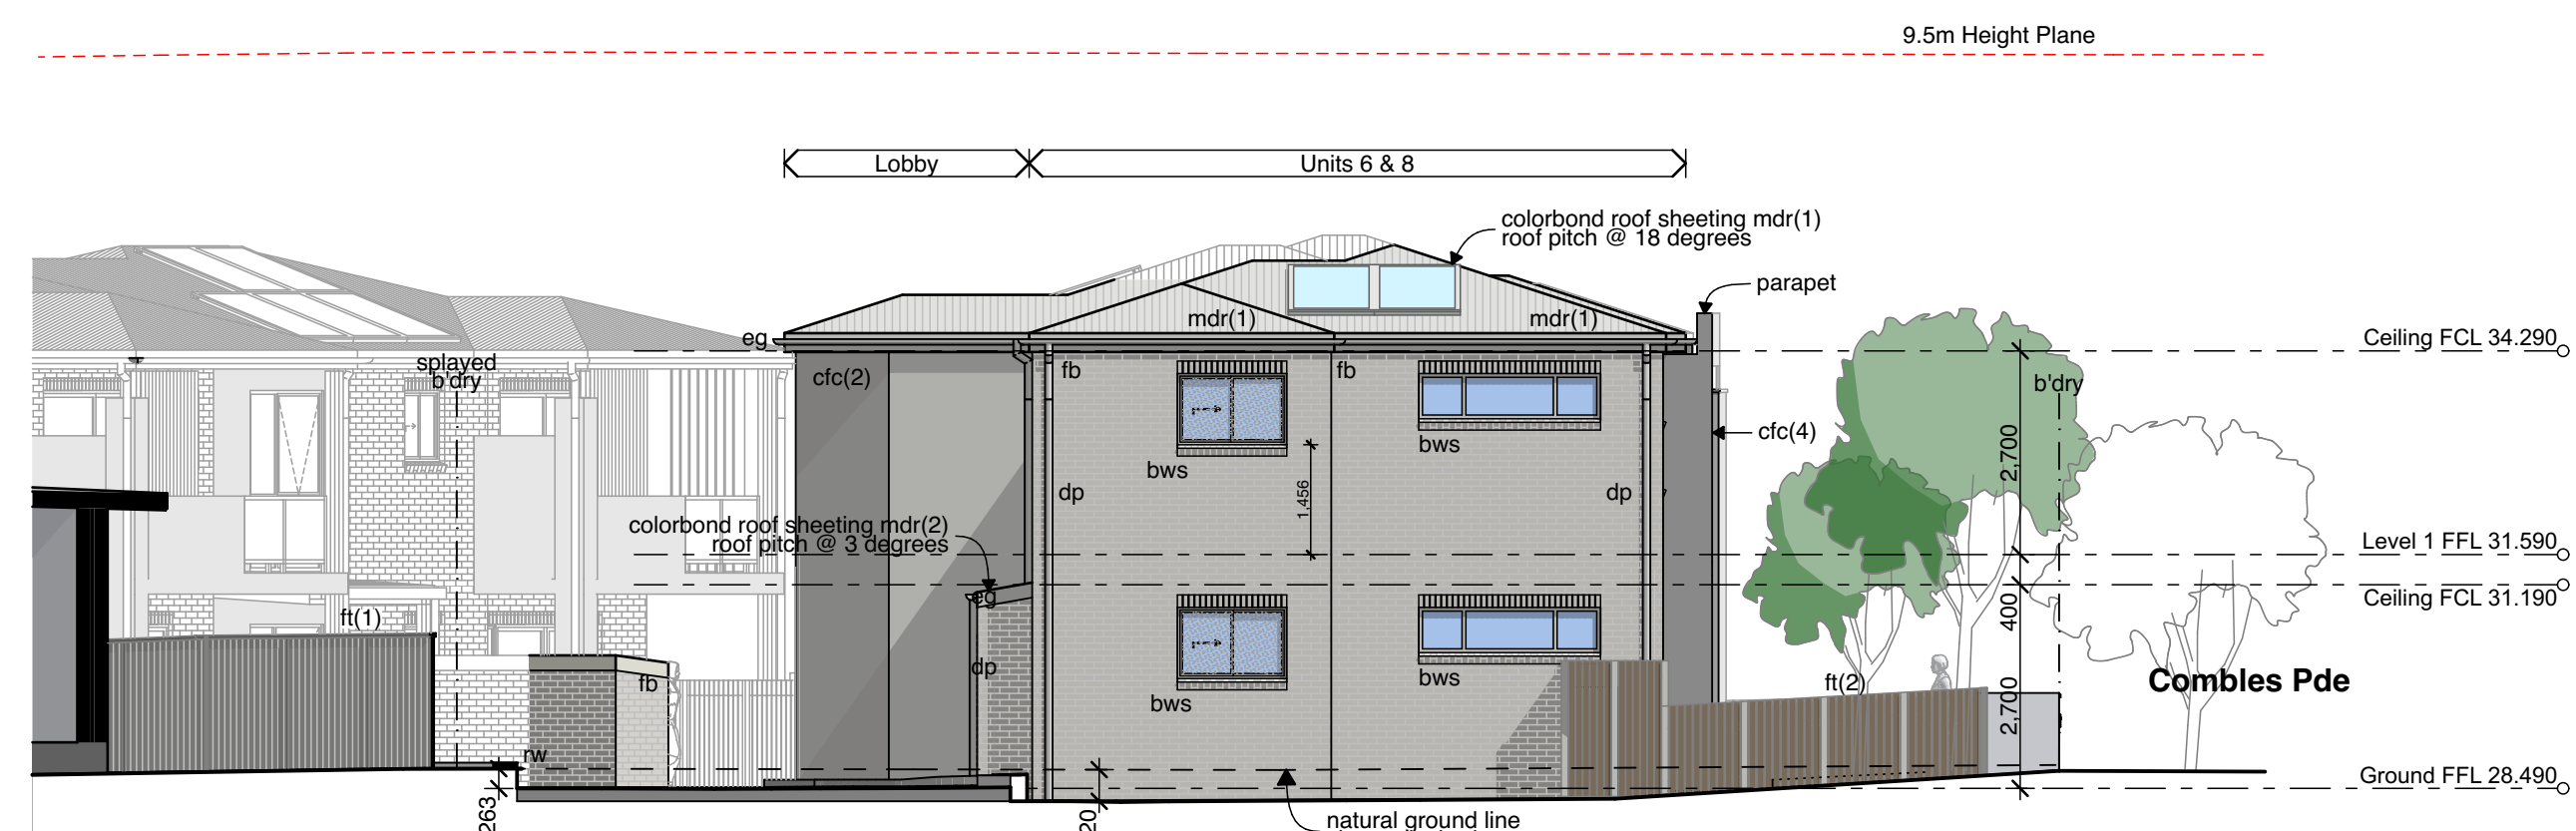 9.5m Height Plane
Lobby
Units 6 & 8
colorbond roof sheeting mdr(1)
roof pitch @ 18 degrees
parapet
mdr(1)
mdr(1)
eg
Ceiling FCL 34.290
splayed
b'dry
cfc(2)
fb
fb
b'dry
bws
cfc(4)
bws
2,700
dp
dp
1,456
colorbond roof sheeting mdr(2)
roof pitch @ 3 degrees
Level 1 FFL 31.590
eg
Ceiling FCL 31.190
400
ft(1)
dp
fb
bws
ft(2)
Combles Pde
bws
2,700
rw
Ground FFL 28.490
263
20
natural ground line